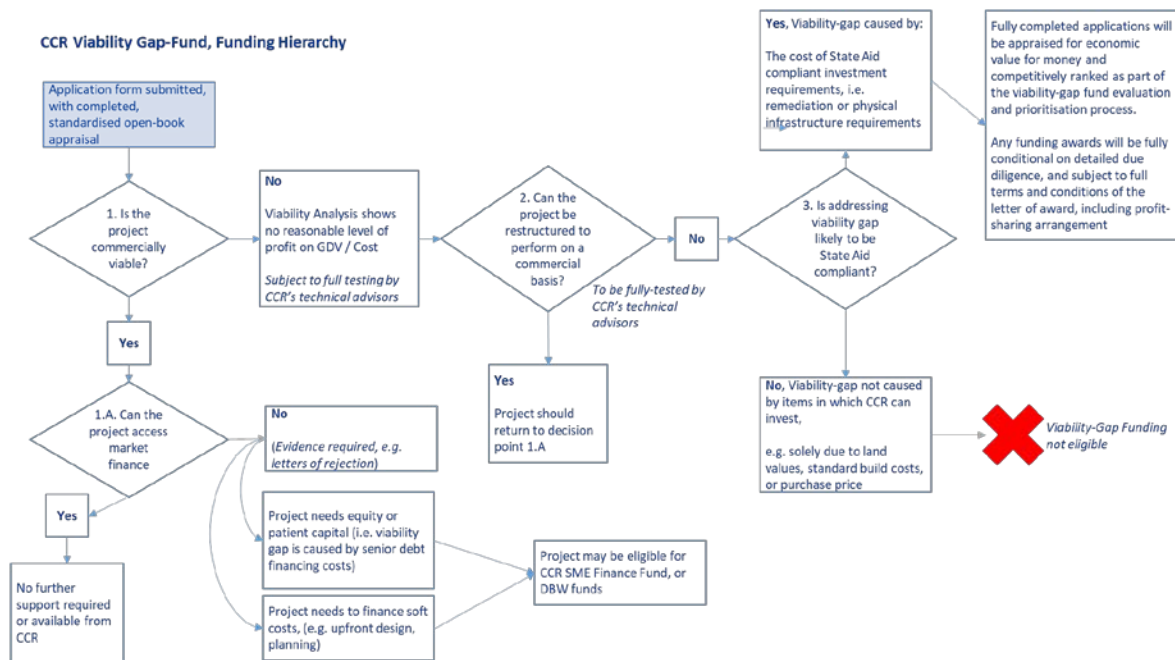 CCR Viability Gap-Fund, Funding Hierarchy
Application form submitted,
with completed,
standardised open-book
appraisal
1. Is the
project
commercially
viable?
No
Viability Analysis shows
no reasonable level of
profit on GDV / Cost
Subject to full testing by
CCR's technical advisors
2. Can the
project be
restructured to
perform on a
commercial
basis?
To be fully-tested by
CCR's technical
advisors
No
3. Is addressing
viability gap
likely to be
State Aid
compliant?
Yes, Viability-gap caused by:
The cost of State Aid
compliant investment
requirements, i.e.
remediation or physical
infrastructure requirements
Fully completed applications will
be appraised for economic
value for money and
competitively ranked as part of
the viability-gap fund evaluation
and prioritisation process.
Any funding awards will be fully
conditional on detailed due
diligence, and subject to full
terms and conditions of the
letter of award, including profit-
sharing arrangement
Yes
1.A. Can the
project access
market
finance
No
(Evidence required, e.g.
letters of rejection)
Yes
Project should
return to decision
point 1.A
No, Viability-gap not caused
by items in which CCR can
invest,
e.g. solely due to land
values, standard build costs,
or purchase price
Viability-Gap Funding
not eligible
Yes
No further
support required
or available from
CCR
Project needs equity or
patient capital (i.e. viability
gap is caused by senior debt
financing costs)
Project needs to finance soft
costs, (e.g. upfront design,
planning)
Project may be eligible for
CCR SME Finance Fund, or
DBW funds